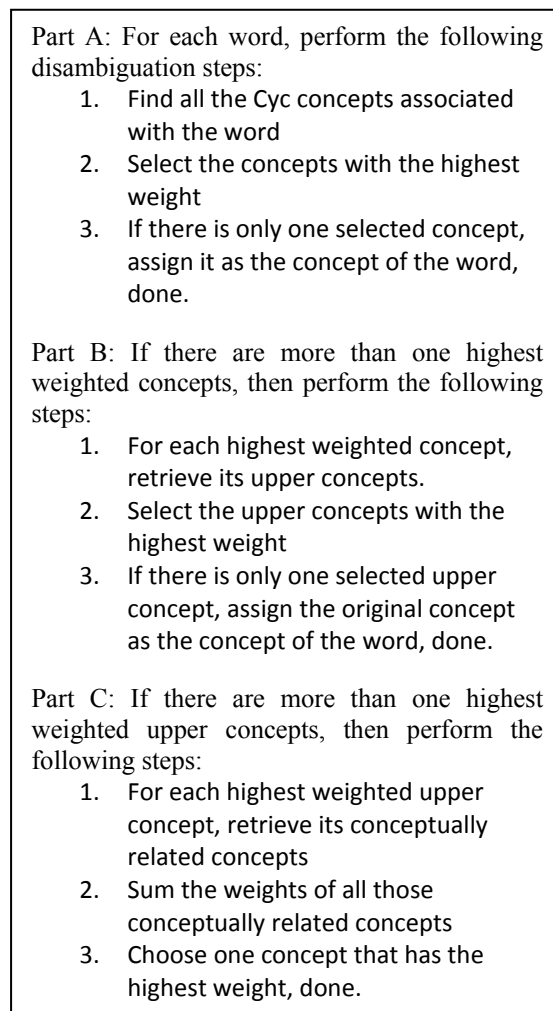 Part A: For each word, perform the following
disambiguation steps:
1. Find all the Cyc concepts associated
with the word
2. Select the concepts with the highest
weight
3. If there is only one selected concept,
assign it as the concept of the word,
done.
Part B: If there are more than one highest
weighted concepts, then perform the following
steps:
1. For each highest weighted concept,
retrieve its upper concepts.
2. Select the upper concepts with the
highest weight
3. If there is only one selected upper
concept, assign the original concept
as the concept of the word, done.
Part C: If there are more than one highest
weighted upper concepts, then perform the
following steps:
1. For each highest weighted upper
concept, retrieve its conceptually
related concepts
2. Sum the weights of all those
conceptually related concepts
3. Choose one concept that has the
highest weight, done.